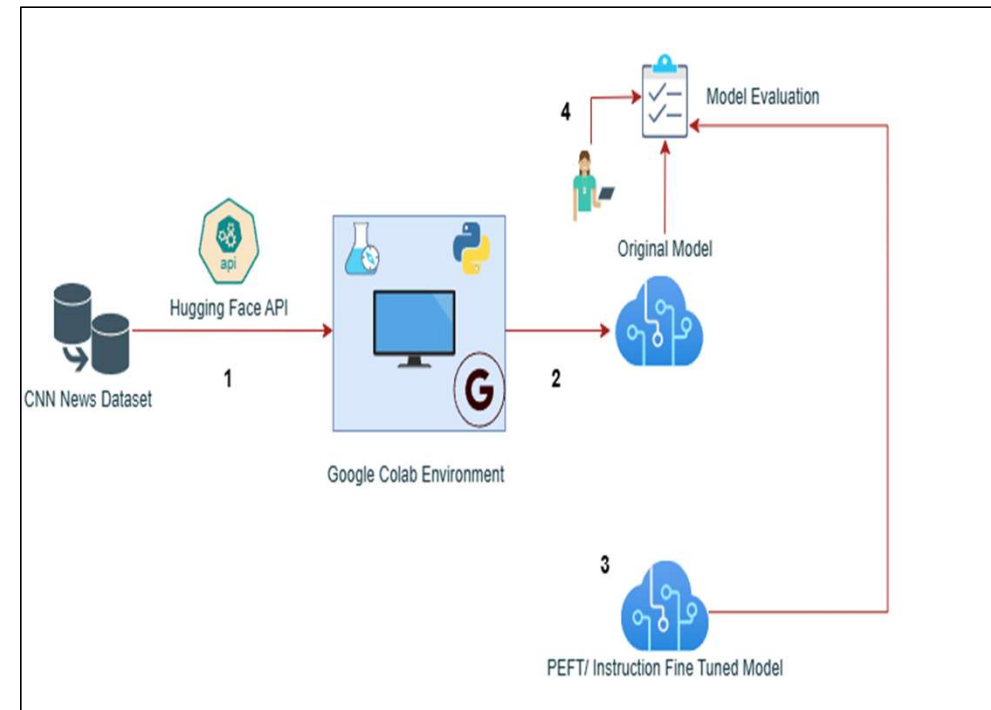 4
Model Evaluation
api
Hugging Face API
Original Model
1
2
CNN News Dataset
G
Google Colab Environment
3
PEFT/ Instruction Fine Tuned Model